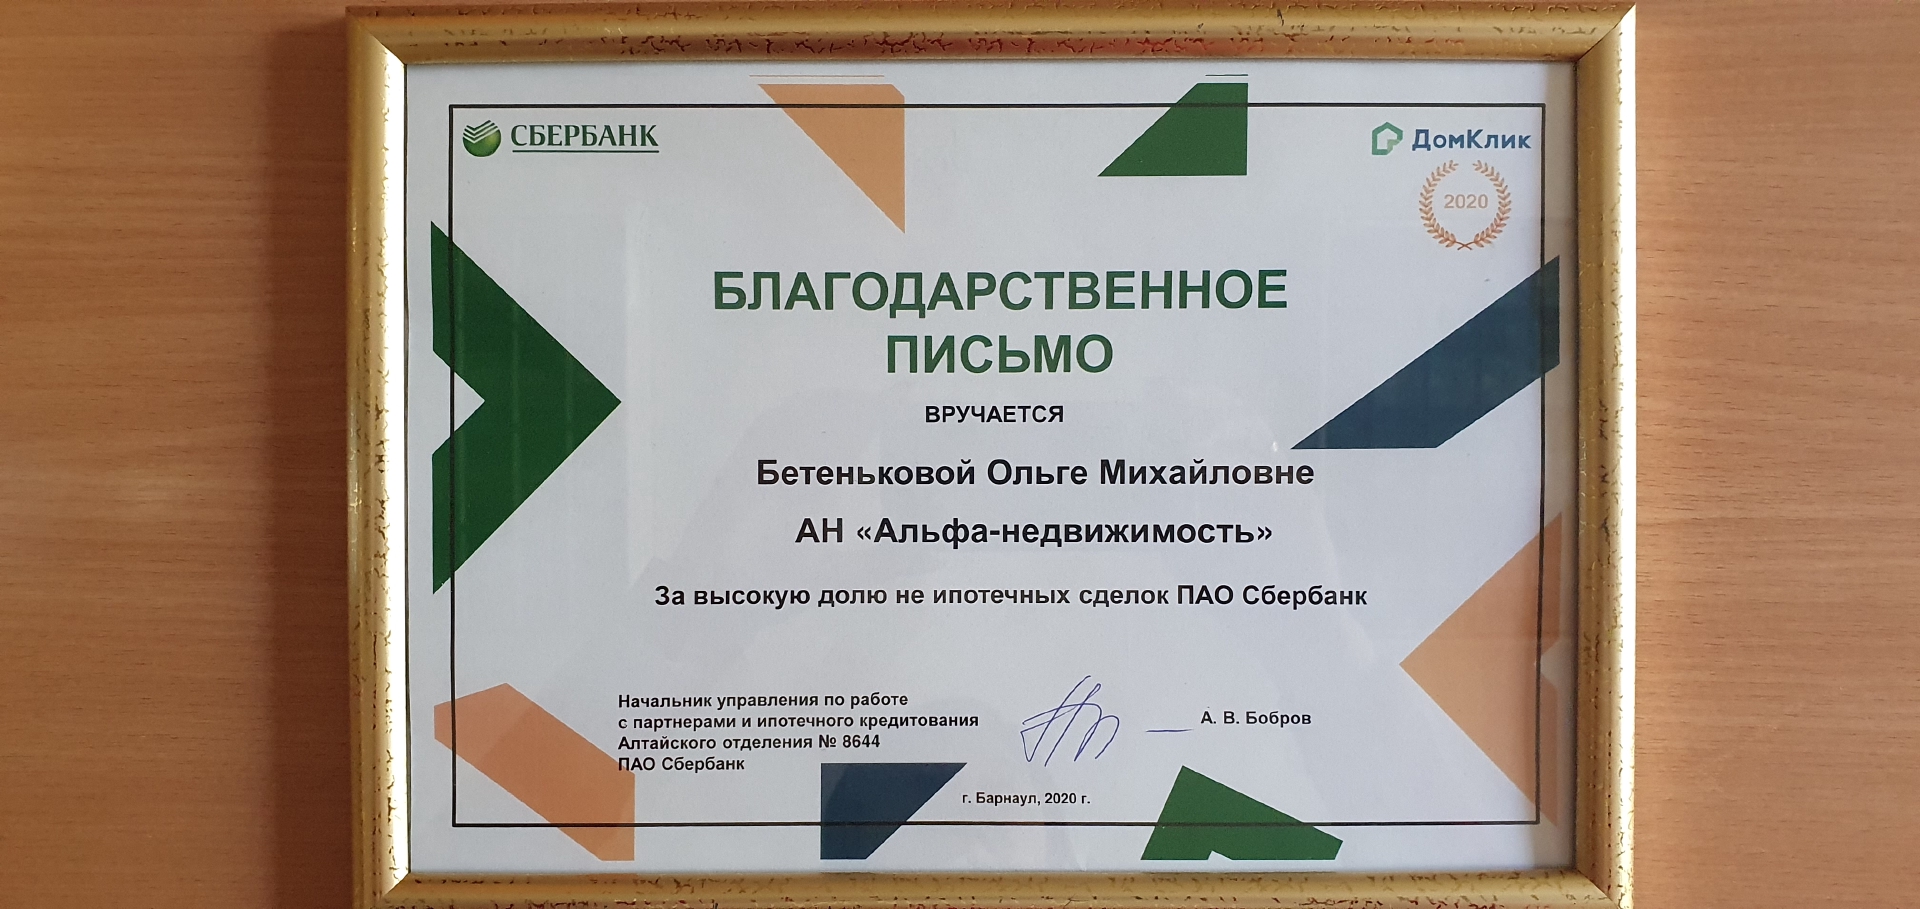 СБЕРБАНК
ДомКлик
2020
БЛАГОДАРСТВЕННОЕ
ПИСЬМО
ВРУЧАЕТСЯ
Бетеньковой Ольге Михайловне
АН «Альфа-недвижимость»
За высокую долю не ипотечных сделок ПАО Сбербанк
Начальник управления по работе
с партнерами и ипотечного кредитования
Алтайского отделения № 8644
ПАО Сбербанк
А. В. Бобров
г. Барнаул, 2020 г.